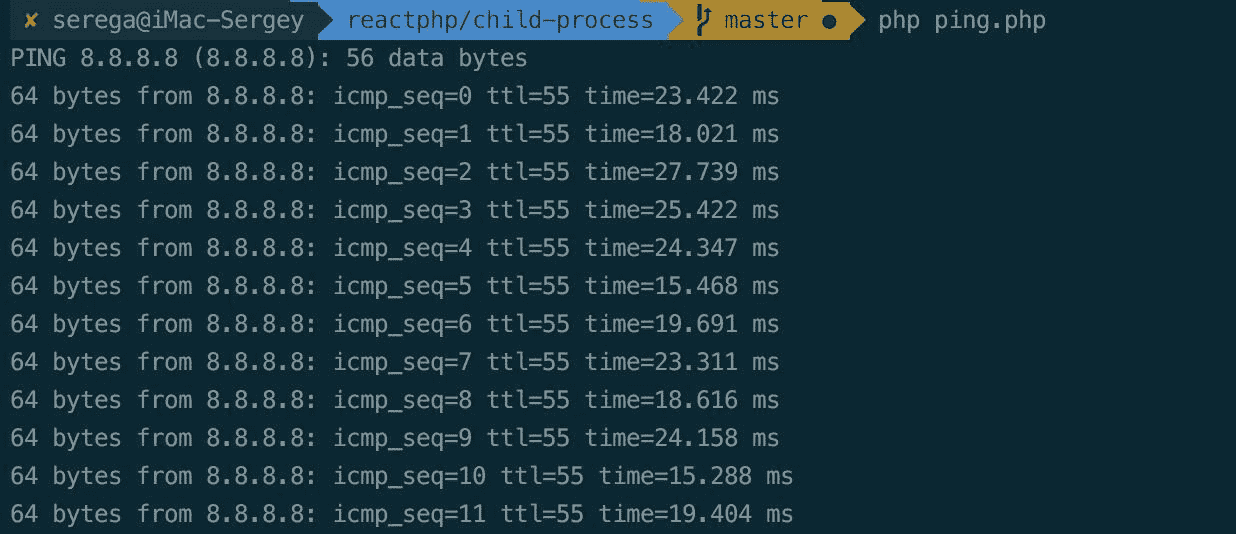 ✘ serega@iMac-Sergey reactphp/child-process master ● php ping.php
PING 8.8.8.8 (8.8.8.8): 56 data bytes
64 bytes from 8.8.8.8: icmp_seq=0 ttl=55 time=23.422 ms
64 bytes from 8.8.8.8: icmp_seq=1 ttl=55 time=18.021 ms
64 bytes from 8.8.8.8: icmp_seq=2 ttl=55 time=27.739 ms
64 bytes from 8.8.8.8: icmp_seq=3 ttl=55 time=25.422 ms
64 bytes from 8.8.8.8: icmp_seq=4 ttl=55 time=24.347 ms
64 bytes from 8.8.8.8: icmp_seq=5 ttl=55 time=15.468 ms
64 bytes from 8.8.8.8: icmp_seq=6 ttl=55 time=19.691 ms
64 bytes from 8.8.8.8: icmp_seq=7 ttl=55 time=23.311 ms
64 bytes from 8.8.8.8: icmp_seq=8 ttl=55 time=18.616 ms
64 bytes from 8.8.8.8: icmp_seq=9 ttl=55 time=24.158 ms
64 bytes from 8.8.8.8: icmp_seq=10 ttl=55 time=15.288 ms
64 bytes from 8.8.8.8: icmp_seq=11 ttl=55 time=19.404 ms